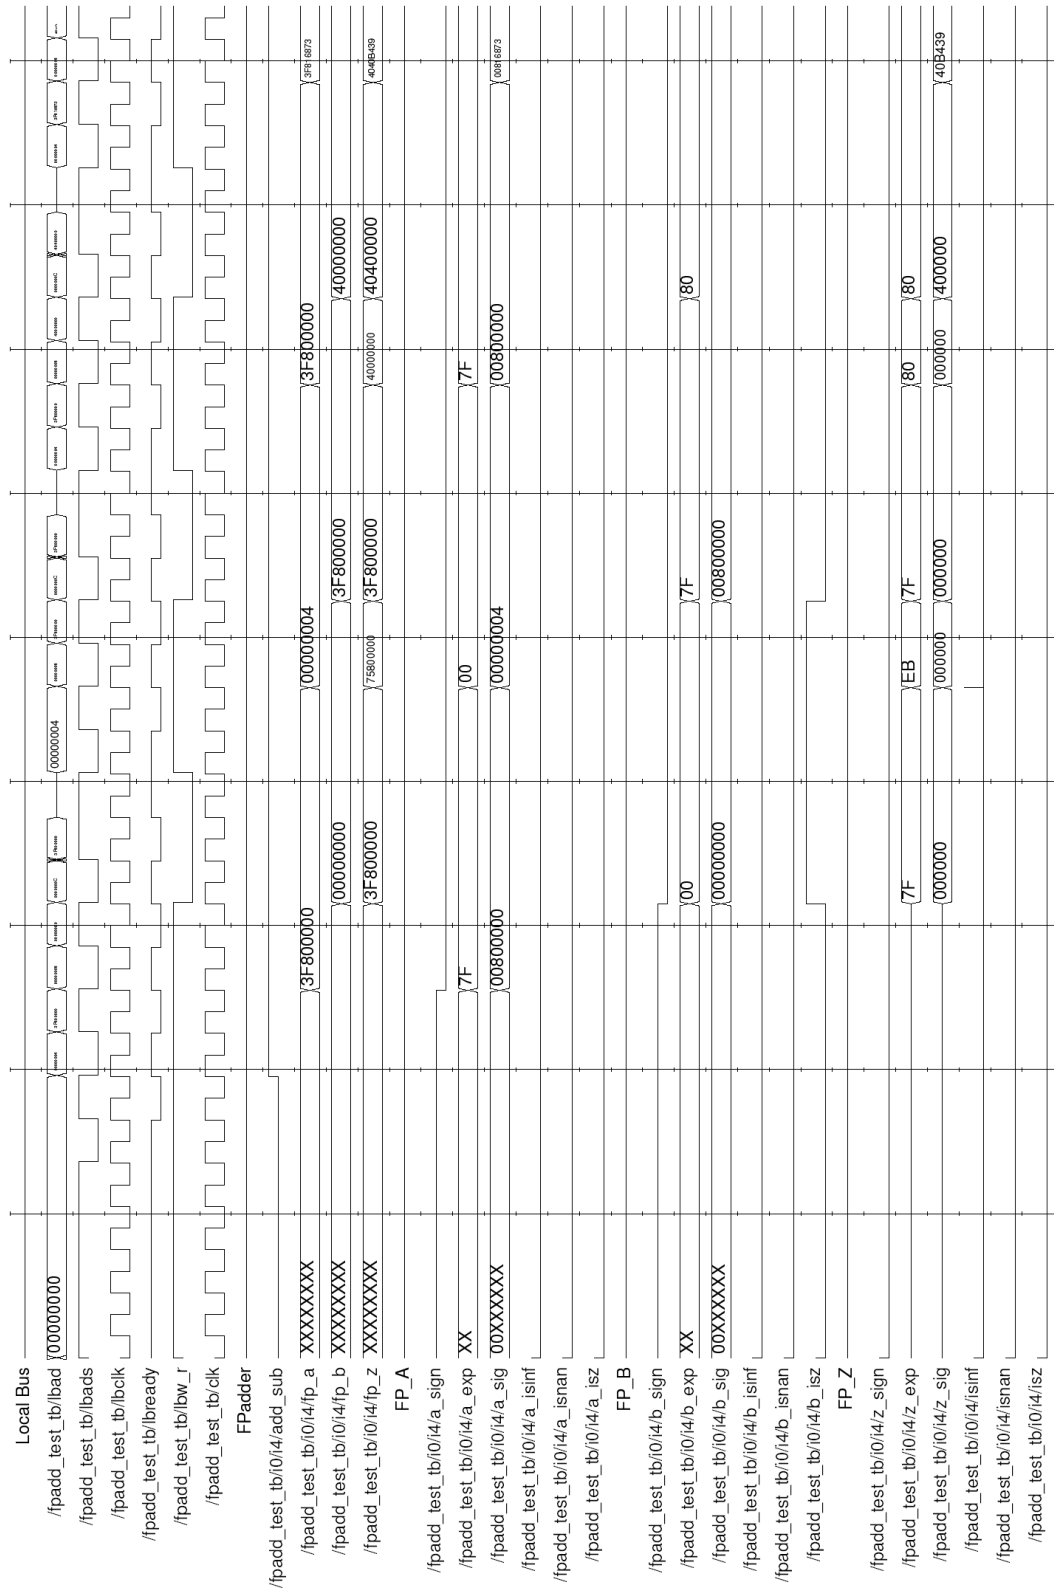 Local Bus
/fpadd_test_tb/lbad 00000000 00000004
/fpadd_test_tb/lbads
/fpadd_test_tb/lbclk
/fpadd_test_tb/lbready
/fpadd_test_tb/lbw_r
/fpadd_test_tb/clk
FPadder
/fpadd_test_tb/i0/i4/add_sub
/fpadd_test_tb/i0/i4/fp_a XXXXXXXX 3F800000 00000004 3F800000 3F816873
/fpadd_test_tb/i0/i4/fp_b XXXXXXXX 00000000 3F800000 40000000
/fpadd_test_tb/i0/i4/fp_z XXXXXXXX 3F800000 75800000 3F800000 40000000 40400000 4040B439
FP_A
/fpadd_test_tb/i0/i4/a_sign
/fpadd_test_tb/i0/i4/a_exp XX 7F 00 7F
/fpadd_test_tb/i0/i4/a_sig 00XXXXXX 00800000 00000004 00800000 00816873
/fpadd_test_tb/i0/i4/a_isinf
/fpadd_test_tb/i0/i4/a_isnan
/fpadd_test_tb/i0/i4/a_isz
FP_B
/fpadd_test_tb/i0/i4/b_sign
/fpadd_test_tb/i0/i4/b_exp XX 00 7F 80
/fpadd_test_tb/i0/i4/b_sig 00XXXXXX 00000000 00800000
/fpadd_test_tb/i0/i4/b_isinf
/fpadd_test_tb/i0/i4/b_isnan
/fpadd_test_tb/i0/i4/b_isz
FP_Z
/fpadd_test_tb/i0/i4/z_sign
/fpadd_test_tb/i0/i4/z_exp 7F EB 7F 80 80
/fpadd_test_tb/i0/i4/z_sig 000000 000000 000000 000000 400000 40B439
/fpadd_test_tb/i0/i4/isinf
/fpadd_test_tb/i0/i4/isnan
/fpadd_test_tb/i0/i4/isz